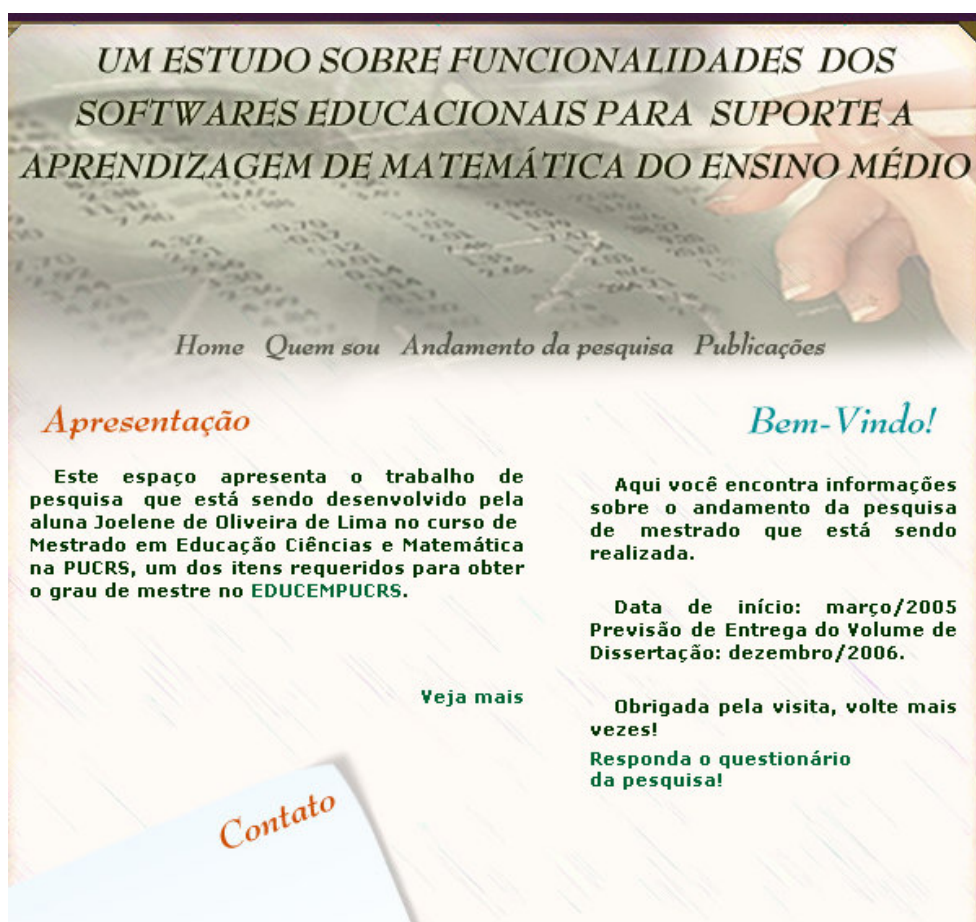 UM ESTUDO SOBRE FUNCIONALIDADES DOS
SOFTWARES EDUCACIONAIS PARA SUPORTE A
APRENDIZAGEM DE MATEMÁTICA DO ENSINO MÉDIO
Home Quem sou Andamento da pesquisa Publicações
Apresentação
Este espaço apresenta o trabalho de
pesquisa que está sendo desenvolvido pela
aluna Joelene de Oliveira de Lima no curso de
Mestrado em Educação Ciências e Matemática
na PUCRS, um dos itens requeridos para obter
o grau de mestre no EDUCEMPUCRS.
Veja mais
Contato
Bem-Vindo!
Aqui você encontra informações
sobre o andamento da pesquisa
de mestrado que está sendo
realizada.
Data de início: março/2005
Previsão de Entrega do Volume de
Dissertação: dezembro/2006.
Obrigada pela visita, volte mais
vezes!
Responda o questionário
da pesquisa!